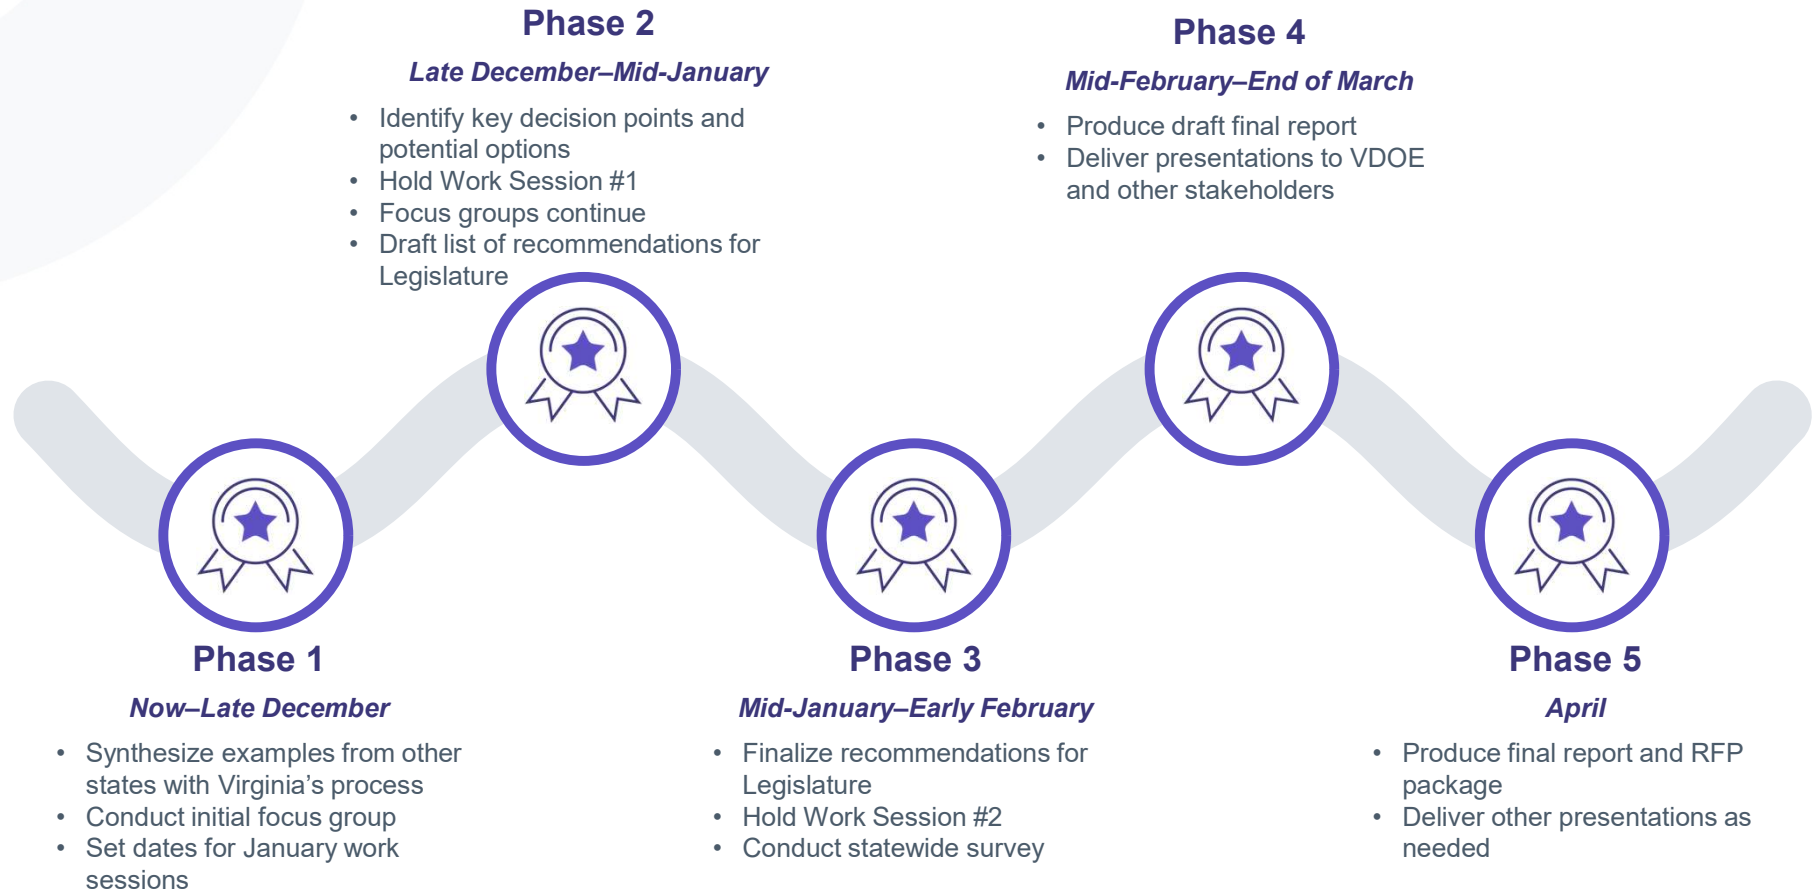 Phase 1
Now–Late December
• Synthesize examples from other
states with Virginia’s process
• Conduct initial focus group
• Set dates for January work
sessions
Phase 2
Late December–Mid-January
• Identify key decision points and
potential options
• Hold Work Session #1
• Focus groups continue
• Draft list of recommendations for
Legislature
Phase 3
Mid-January–Early February
• Finalize recommendations for
Legislature
• Hold Work Session #2
• Conduct statewide survey
Phase 4
Mid-February–End of March
• Produce draft final report
• Deliver presentations to VDOE
and other stakeholders
Phase 5
April
• Produce final report and RFP
package
• Deliver other presentations as
needed